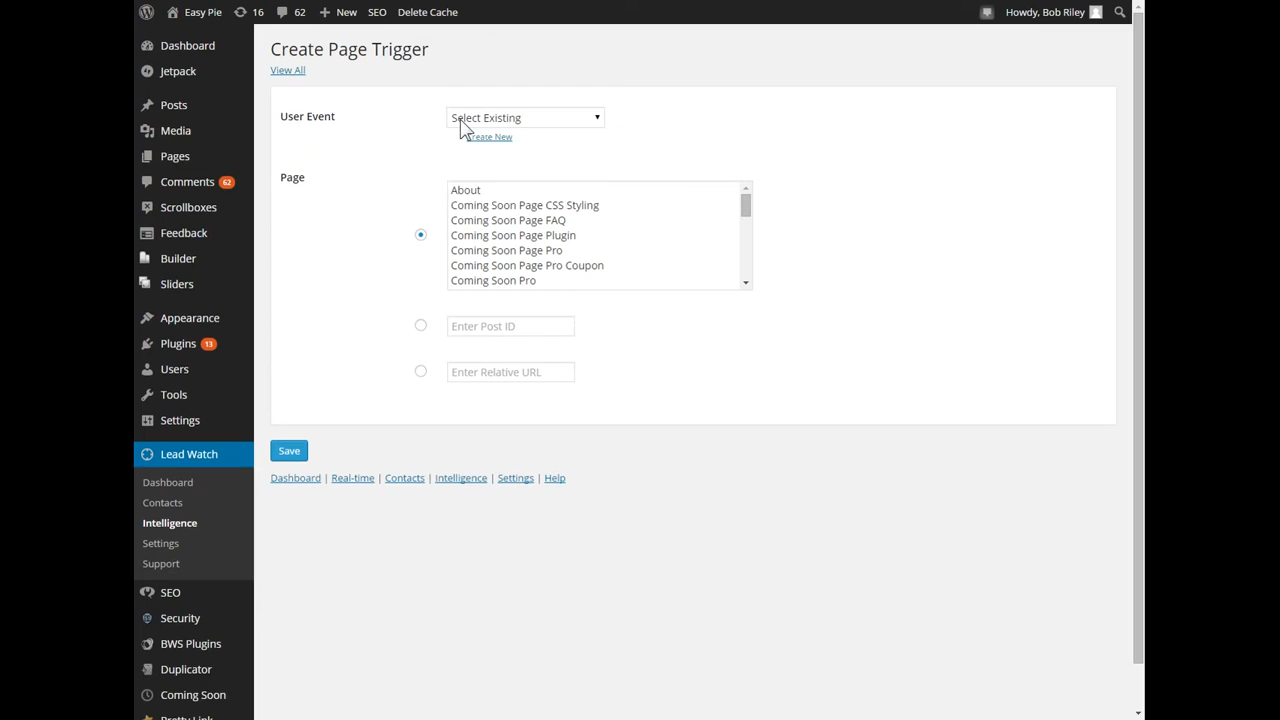 Easy Pie 16 62 New SEO Delete Cache Howdy, Bob Riley
Dashboard
Jetpack
Posts
Media
Pages
Comments 62
Scrollboxes
Feedback
Builder
Sliders
Appearance
Plugins 13
Users
Tools
Settings
Lead Watch
Dashboard
Contacts
Intelligence
Settings
Support
SEO
Security
BWS Plugins
Duplicator
Coming Soon
Pretty Link
Create Page Trigger
View All
User Event
Select Existing
Create New
Page
About
Coming Soon Page CSS Styling
Coming Soon Page FAQ
Coming Soon Page Plugin
Coming Soon Page Pro
Coming Soon Page Pro Coupon
Coming Soon Pro
Enter Post ID
Enter Relative URL
Save
Dashboard | Real-time | Contacts | Intelligence | Settings | Help